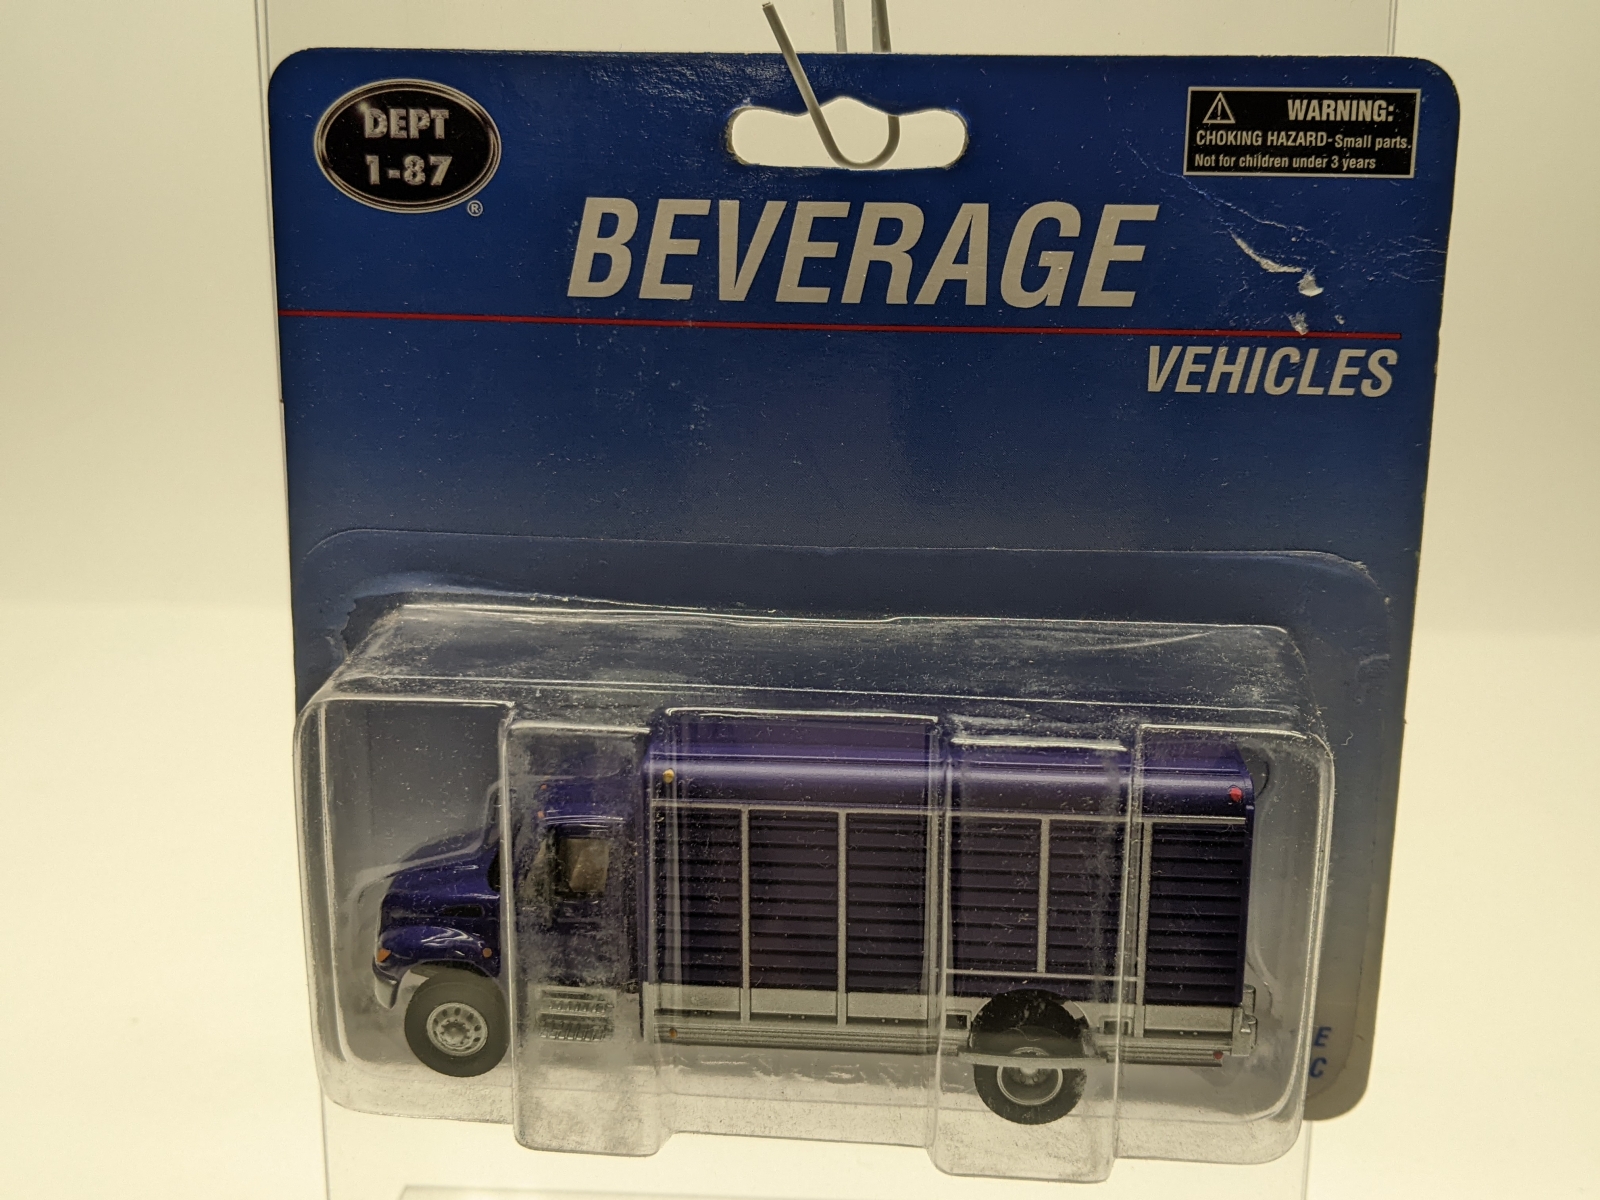 DEPT
1-87
®
WARNING:
CHOKING HAZARD-Small parts.
Not for children under 3 years
BEVERAGE
VEHICLES